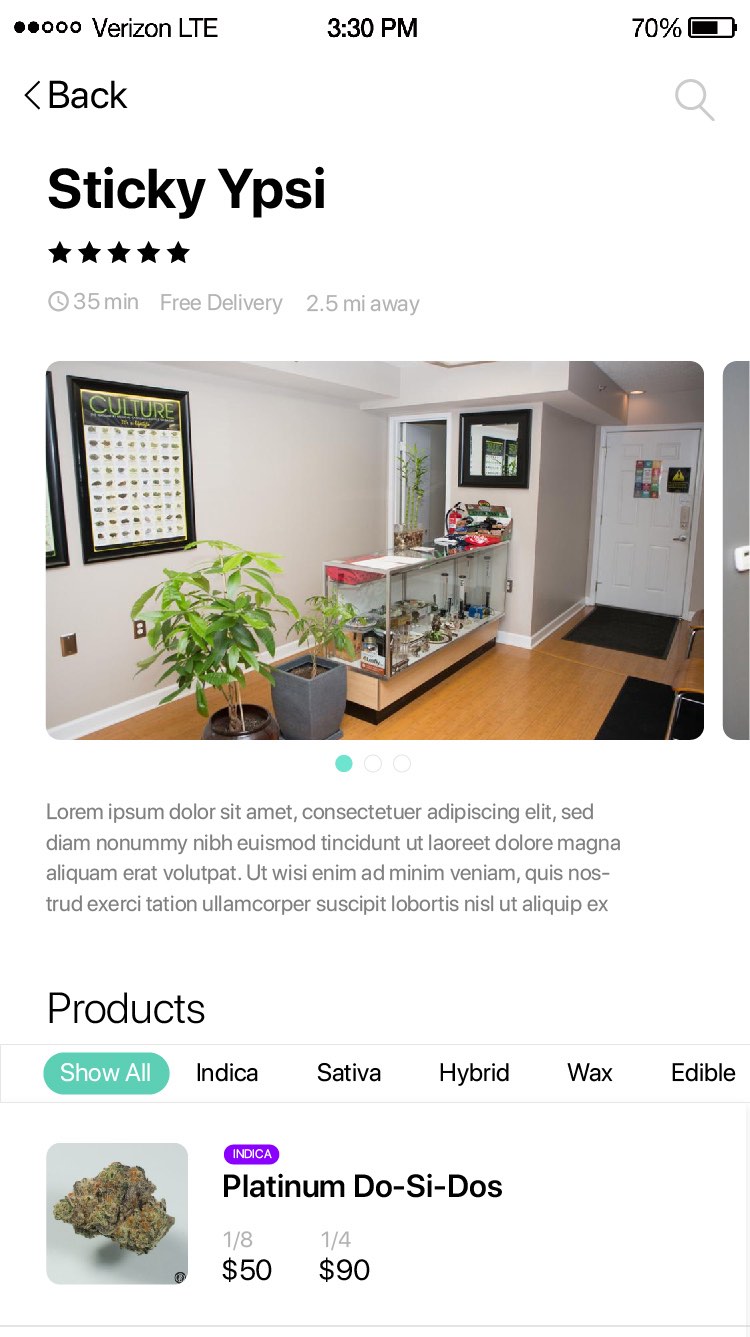 Verizon LTE 3:30 PM 70%
Back
Sticky Ypsi
35 min Free Delivery 2.5 mi away
CULTURE
Lorem ipsum dolor sit amet, consectetuer adipiscing elit, sed
diam nonummy nibh euismod tincidunt ut laoreet dolore magna
aliquam erat volutpat. Ut wisi enim ad minim veniam, quis nos-
trud exerci tation ullamcorper suscipit lobortis nisl ut aliquip ex
Products
Show All Indica Sativa Hybrid Wax Edible
INDICA
Platinum Do-Si-Dos
1/8 1/4
$50 $90